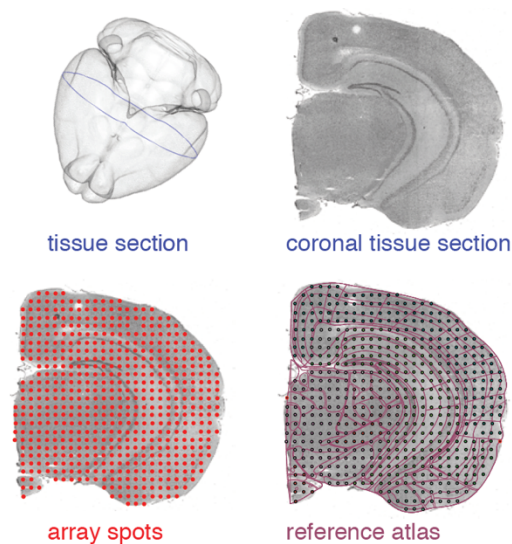 tissue section
coronal tissue section
array spots
reference atlas